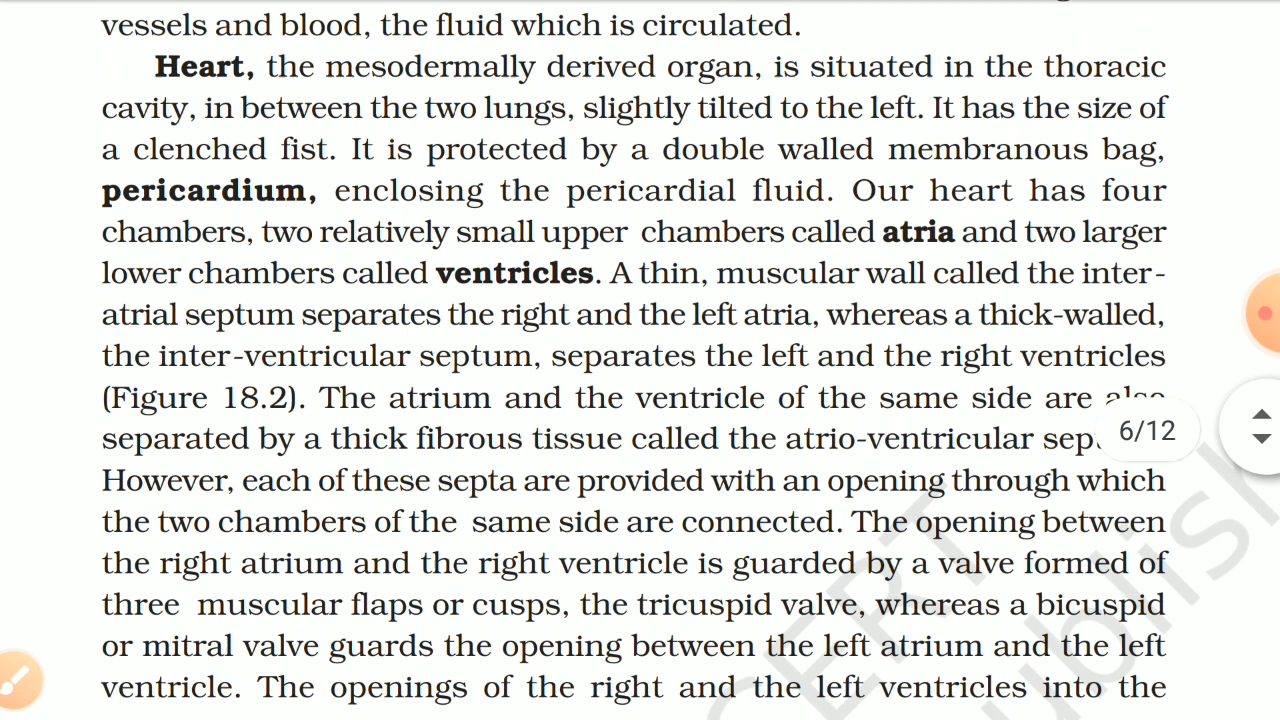 vessels and blood, the fluid which is circulated.
Heart, the mesodermally derived organ, is situated in the thoracic
cavity, in between the two lungs, slightly tilted to the left. It has the size of
a clenched fist. It is protected by a double walled membranous bag,
pericardium, enclosing the pericardial fluid. Our heart has four
chambers, two relatively small upper chambers called atria and two larger
lower chambers called ventricles. A thin, muscular wall called the inter-
atrial septum separates the right and the left atria, whereas a thick-walled,
the inter-ventricular septum, separates the left and the right ventricles
(Figure 18.2). The atrium and the ventricle of the same side are also
separated by a thick fibrous tissue called the atrio-ventricular
6/12
However, each of these septa are provided with an opening through which
the two chambers of the same side are connected. The opening between
the right atrium and the right ventricle is guarded by a valve formed of
three muscular flaps or cusps, the tricuspid valve, whereas a bicuspid
or mitral valve guards the opening between the left atrium and the left
ventricle. The openings of the right and the left ventricles into the